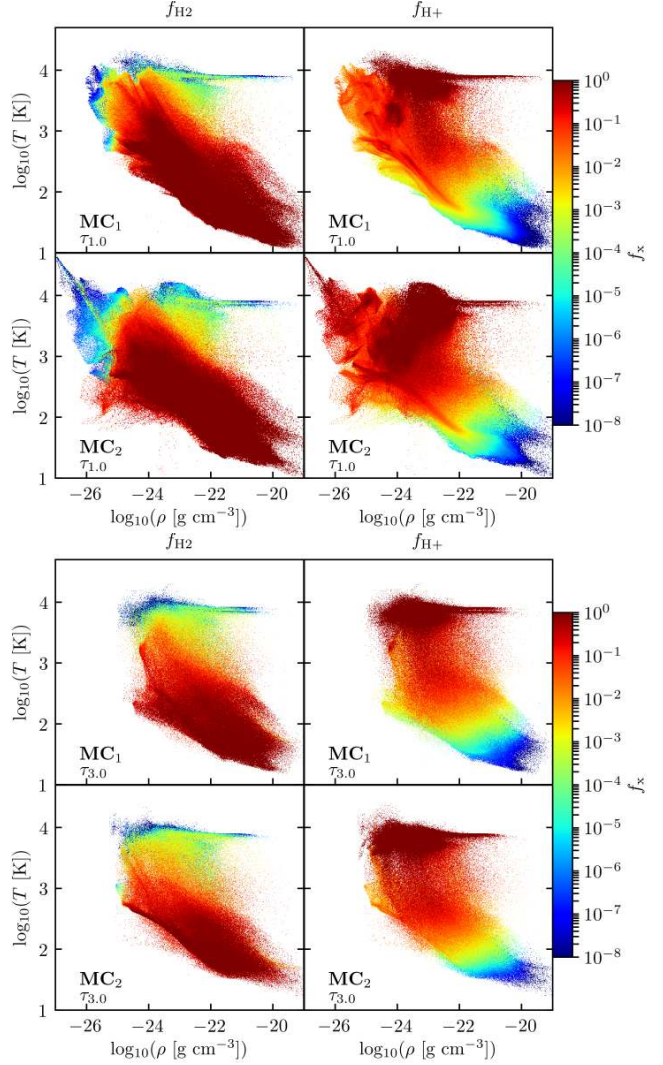 f_H2 f_H+
4
3
2
1
log10(T [K])
MC1
τ1.0
MC1
τ1.0
4
3
2
1
log10(T [K])
MC2
τ1.0
MC2
τ1.0
−26 −24 −22 −20 −26 −24 −22 −20
log10(ρ [g cm−3]) log10(ρ [g cm−3])
10^0
10^−1
10^−2
10^−3
10^−4
10^−5
10^−6
10^−7
10^−8
f_x
f_H2 f_H+
4
3
2
1
log10(T [K])
MC1
τ3.0
MC1
τ3.0
4
3
2
1
log10(T [K])
MC2
τ3.0
MC2
τ3.0
−26 −24 −22 −20 −26 −24 −22 −20
log10(ρ [g cm−3]) log10(ρ [g cm−3])
10^0
10^−1
10^−2
10^−3
10^−4
10^−5
10^−6
10^−7
10^−8
f_x